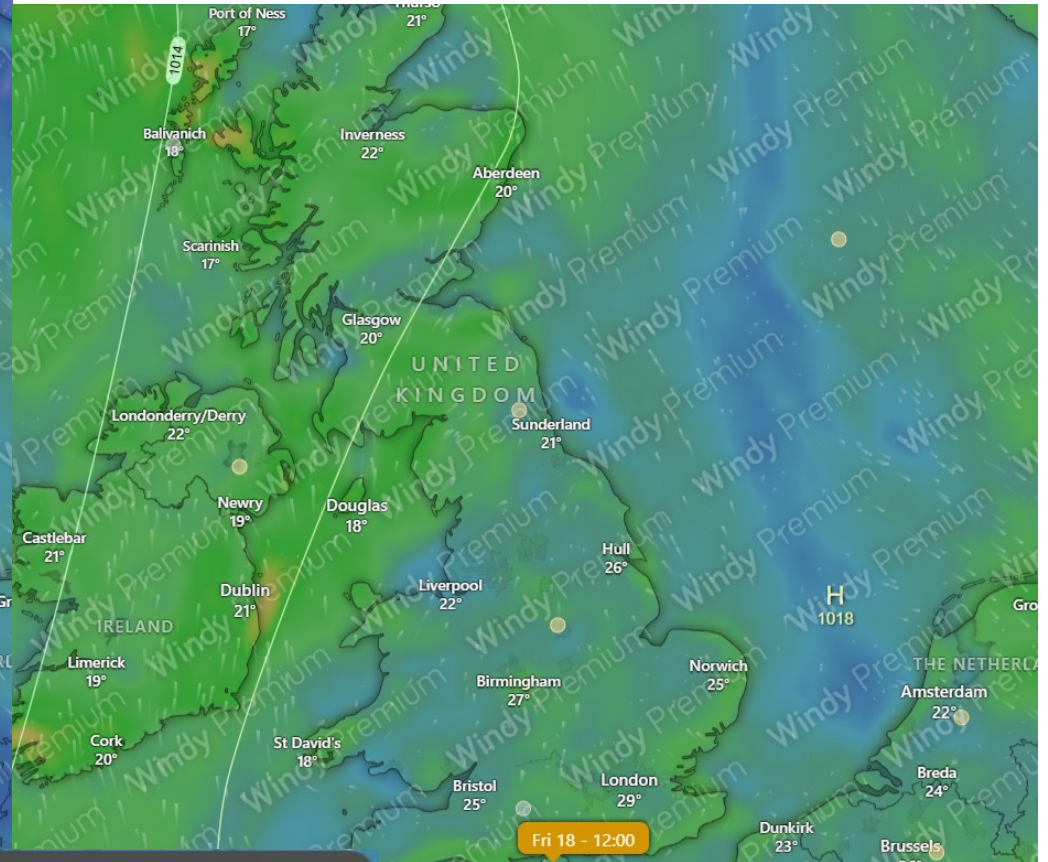 Port of Ness
17°
Thurso
21°
1014
Balivanich
18°
Inverness
22°
Aberdeen
20°
Scarinish
17°
Glasgow
20°
UNITED
KINGDOM
Londonderry/Derry
22°
Sunderland
21°
Newry
19°
Douglas
18°
Castlebar
21°
Hull
26°
Dublin
21°
Liverpool
22°
H
1018
Gr
Gro
IRELAND
Limerick
19°
Birmingham
27°
Norwich
25°
THE NETHERLA
Amsterdam
22°
Cork
20°
St David's
18°
Bristol
25°
London
29°
Breda
24°
Dunkirk
23°
Brussels
Fri 18 - 12:00
Windy Premium